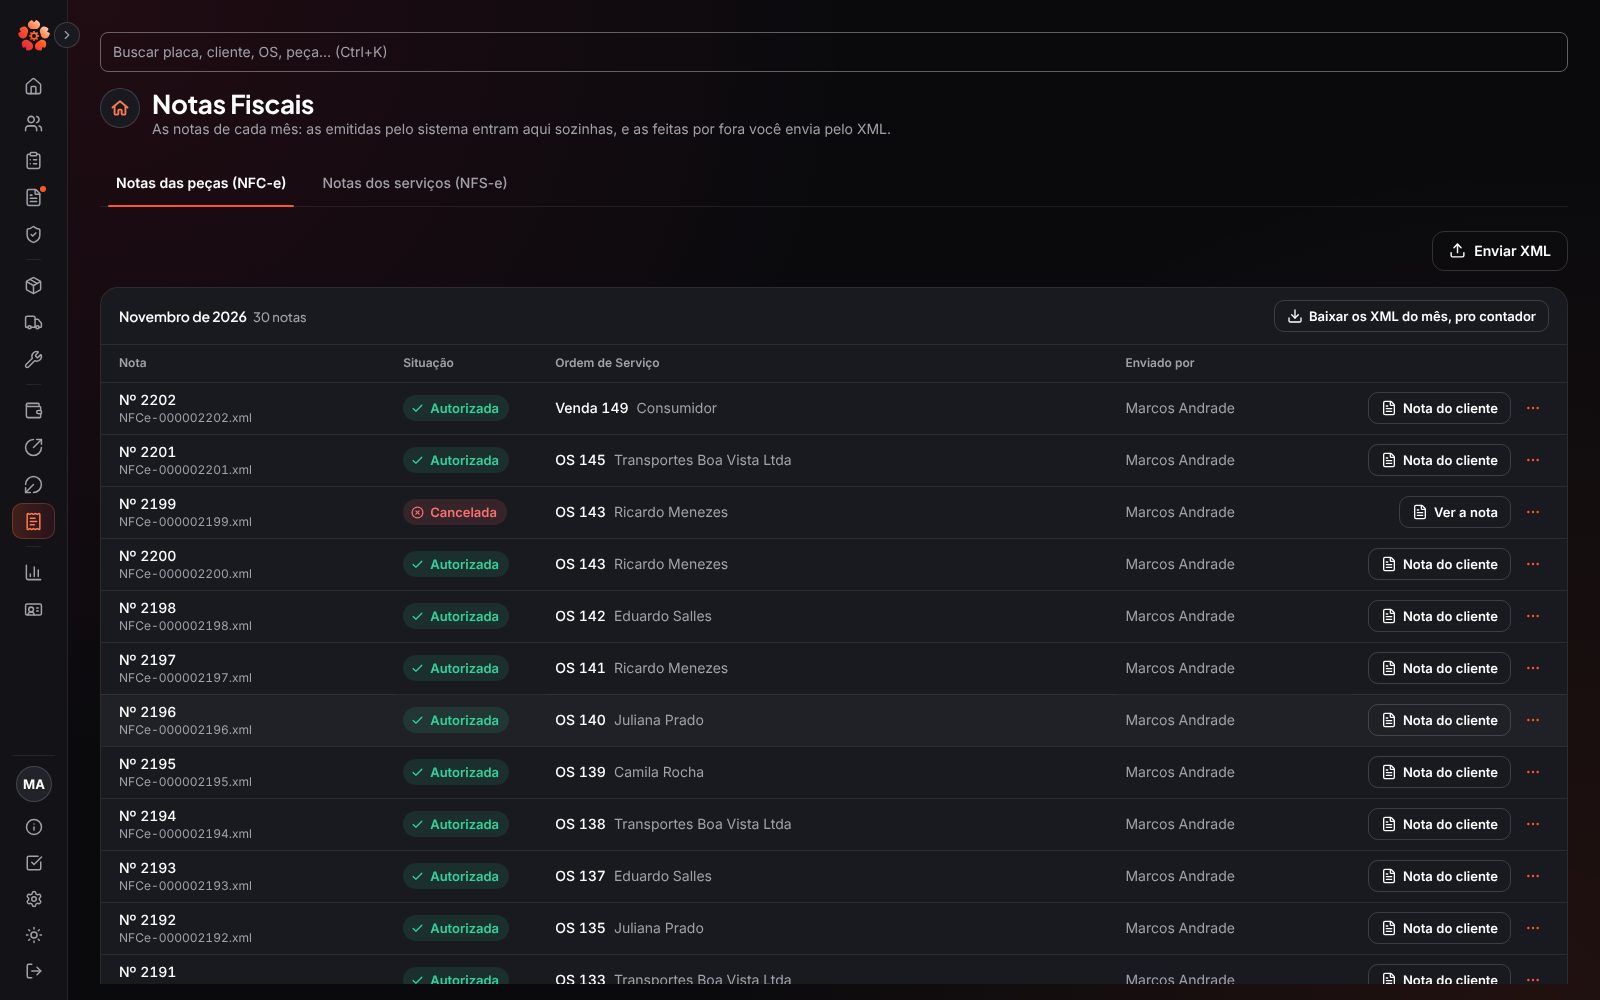 Buscar placa, cliente, OS, peça... (Ctrl+K)
Notas Fiscais
As notas de cada mês: as emitidas pelo sistema entram aqui sozinhas, e as feitas por fora você envia pelo XML.
Notas das peças (NFC-e) Notas dos serviços (NFS-e)
Enviar XML
Novembro de 2026 30 notas Baixar os XML do mês, pro contador
Nota Situação Ordem de Serviço Enviado por
Nº 2202
NFCe-000002202.xml
Autorizada Venda 149 Consumidor Marcos Andrade Nota do cliente
Nº 2201
NFCe-000002201.xml
Autorizada OS 145 Transportes Boa Vista Ltda Marcos Andrade Nota do cliente
Nº 2199
NFCe-000002199.xml
Cancelada OS 143 Ricardo Menezes Marcos Andrade Ver a nota
Nº 2200
NFCe-000002200.xml
Autorizada OS 143 Ricardo Menezes Marcos Andrade Nota do cliente
Nº 2198
NFCe-000002198.xml
Autorizada OS 142 Eduardo Salles Marcos Andrade Nota do cliente
Nº 2197
NFCe-000002197.xml
Autorizada OS 141 Ricardo Menezes Marcos Andrade Nota do cliente
Nº 2196
NFCe-000002196.xml
Autorizada OS 140 Juliana Prado Marcos Andrade Nota do cliente
Nº 2195
NFCe-000002195.xml
Autorizada OS 139 Camila Rocha Marcos Andrade Nota do cliente
Nº 2194
NFCe-000002194.xml
Autorizada OS 138 Transportes Boa Vista Ltda Marcos Andrade Nota do cliente
Nº 2193
NFCe-000002193.xml
Autorizada OS 137 Eduardo Salles Marcos Andrade Nota do cliente
Nº 2192
NFCe-000002192.xml
Autorizada OS 135 Juliana Prado Marcos Andrade Nota do cliente
Nº 2191
Autorizada OS 133 Transportes Boa Vista Ltda Marcos Andrade Nota do cliente
MA